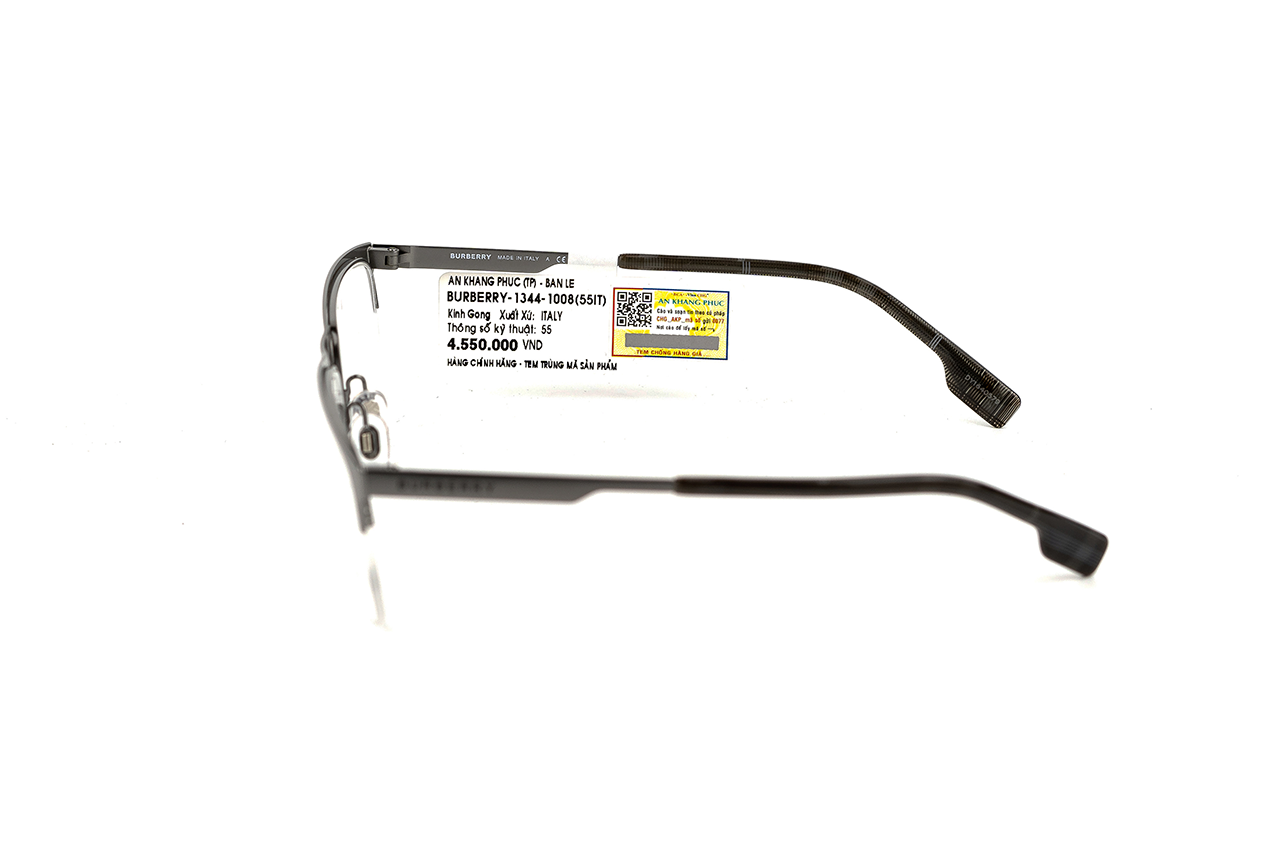 BURBERRY MADE IN ITALY A CE
AN KHANG PHUC (TP) - BAN LE
BURBERRY-1344-1008(55IT)
Kính Gọng Xuất Xứ: ITALY
Thông số kỹ thuật: 55
4.550.000 VND
HÀNG CHÍNH HÃNG - TEM TRÙNG MÃ SẢN PHẨM
AN KHANG PHUC
Cào và soạn tin theo cú pháp
CHG_AKP_mã số gửi 8077
Nơi cào để lấy mã số
TEM CHỐNG HÀNG GIẢ
BURBERRY